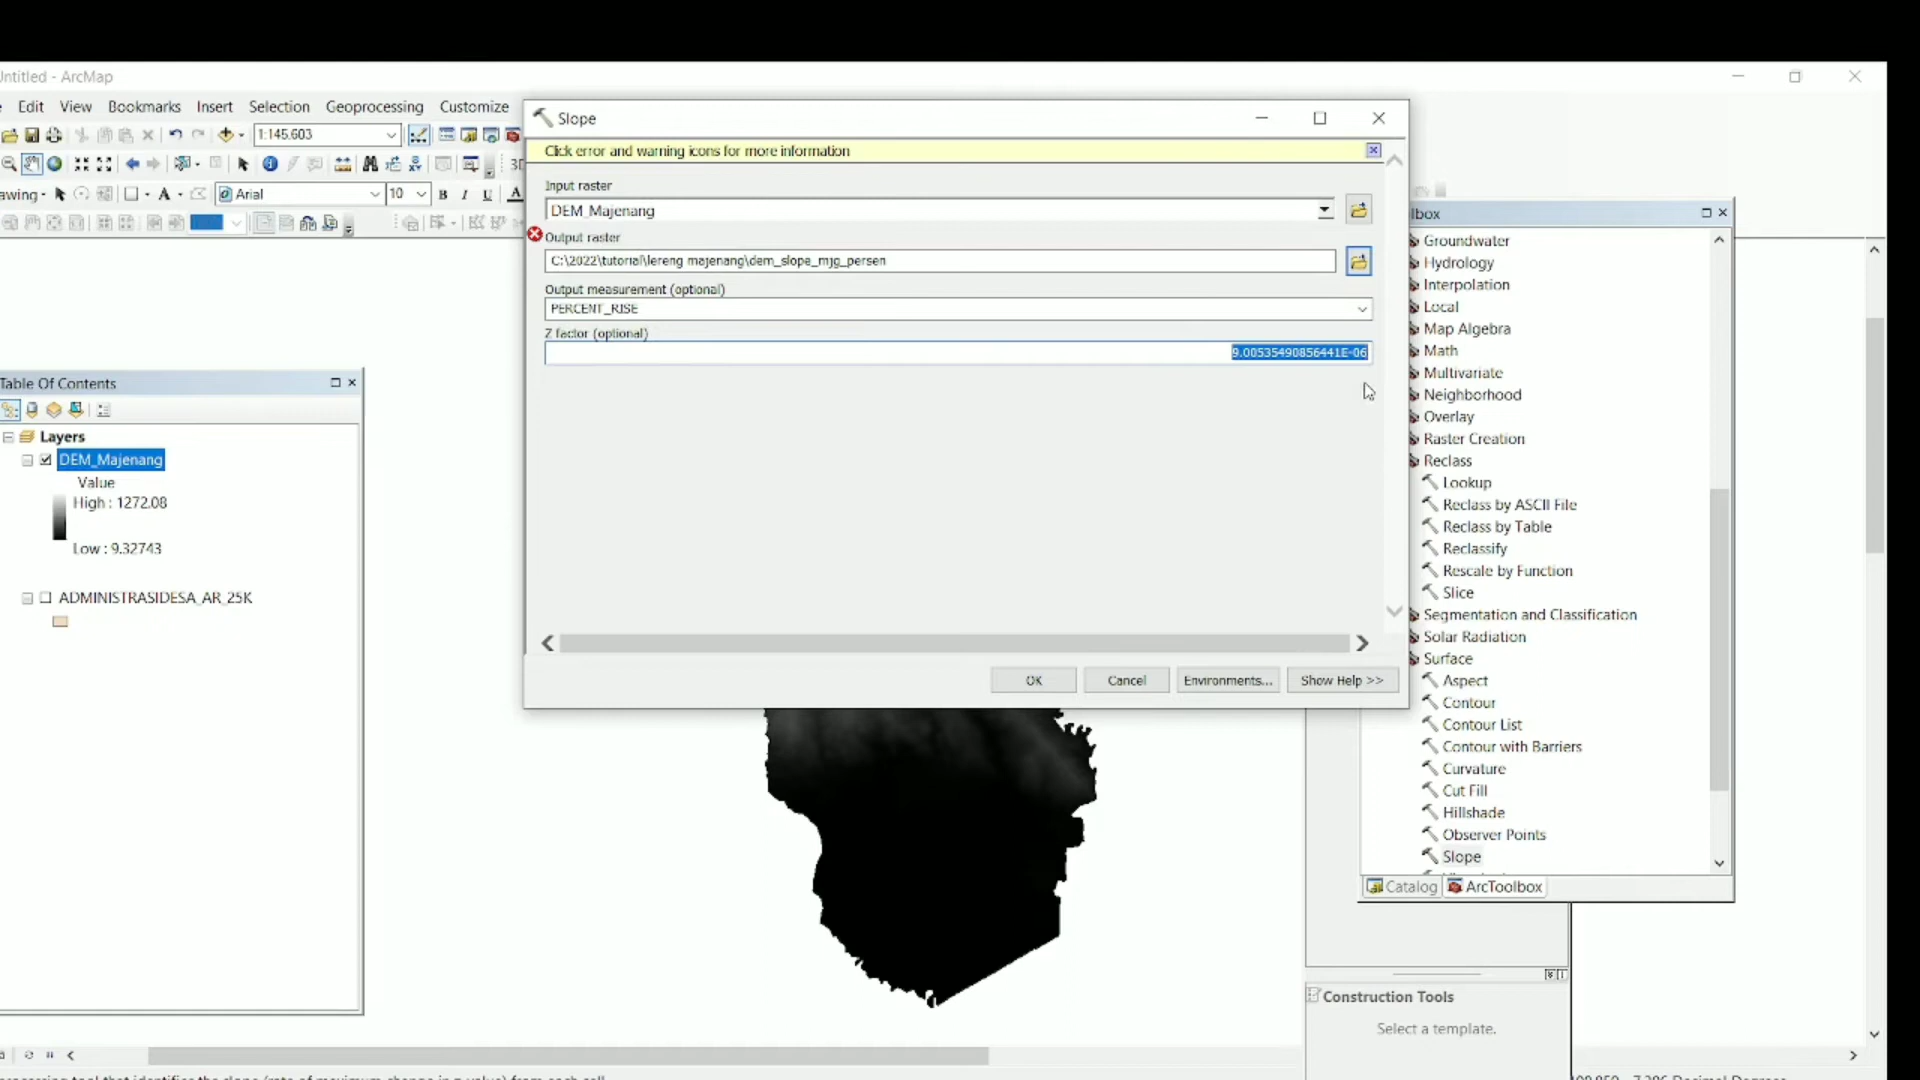 Untitled - ArcMap
Edit View Bookmarks Insert Selection Geoprocessing Customize
1:145.603
Arial 10 B I U A
Slope
Click error and warning icons for more information
Input raster
DEM_Majenang
Output raster
C:\2022\tutorial\lereng majenang\dem_slope_mjg_persen
Output measurement (optional)
PERCENT_RISE
Z factor (optional)
9.00535490856441E-06
OK Cancel Environments... Show Help >>
Table Of Contents
Layers
DEM_Majenang
Value
High : 1272.08
Low : 9.32743
ADMINISTRASIDESA_AR_25K
lbox
Groundwater
Hydrology
Interpolation
Local
Map Algebra
Math
Multivariate
Neighborhood
Overlay
Raster Creation
Reclass
Lookup
Reclass by ASCII File
Reclass by Table
Reclassify
Rescale by Function
Slice
Segmentation and Classification
Solar Radiation
Surface
Aspect
Contour
Contour List
Contour with Barriers
Curvature
Cut Fill
Hillshade
Observer Points
Slope
Catalog ArcToolbox
Construction Tools
Select a template.